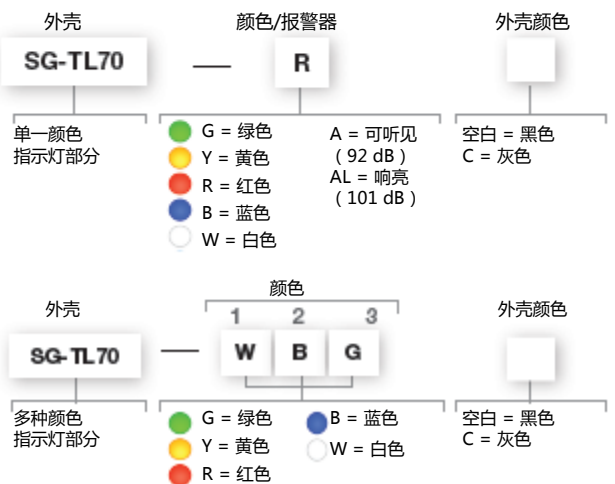 外壳
颜色/报警器
外壳颜色
SG-TL70
—
R
单一颜色
指示灯部分
G = 绿色
Y = 黄色
R = 红色
B = 蓝色
W = 白色
A = 可听见
（92 dB）
AL = 响亮
（101 dB）
空白 = 黑色
C = 灰色
颜色
外壳
1 2 3
外壳颜色
SG-TL70
—
W B G
多种颜色
指示灯部分
G = 绿色
Y = 黄色
R = 红色
B = 蓝色
W = 白色
空白 = 黑色
C = 灰色